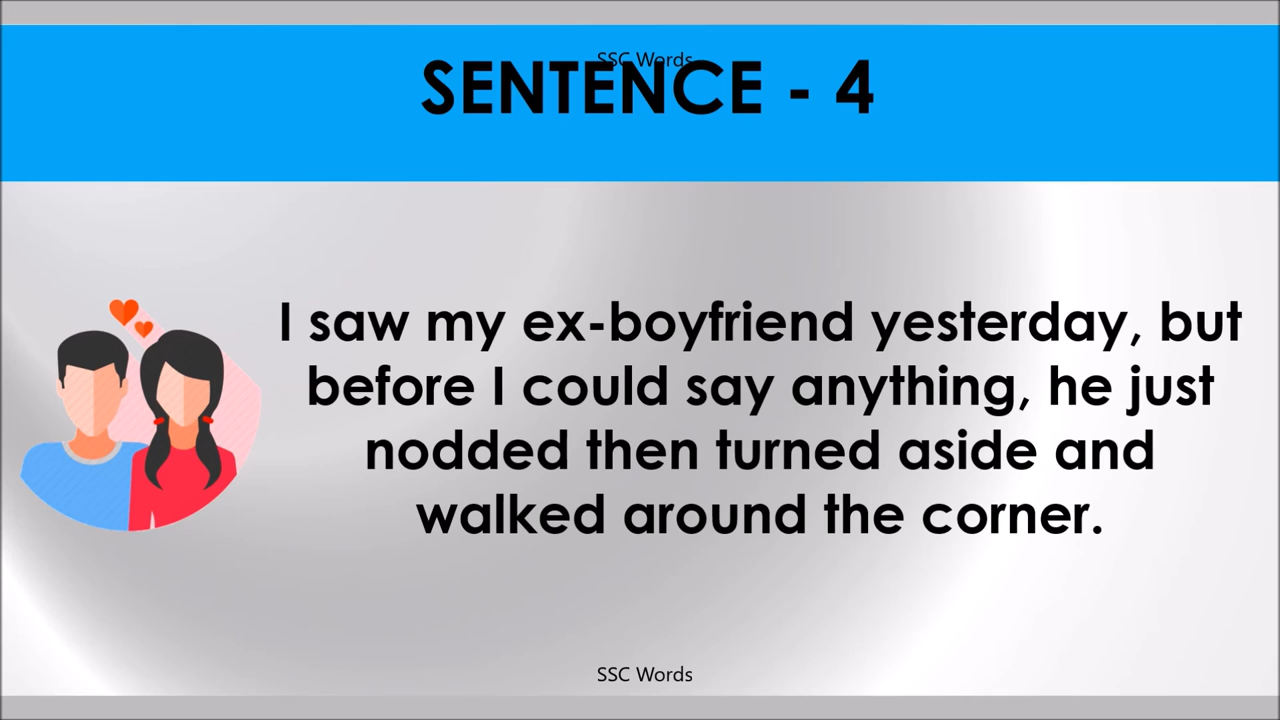 SSC Words
SENTENCE - 4
I saw my ex-boyfriend yesterday, but
before I could say anything, he just
nodded then turned aside and
walked around the corner.
SSC Words